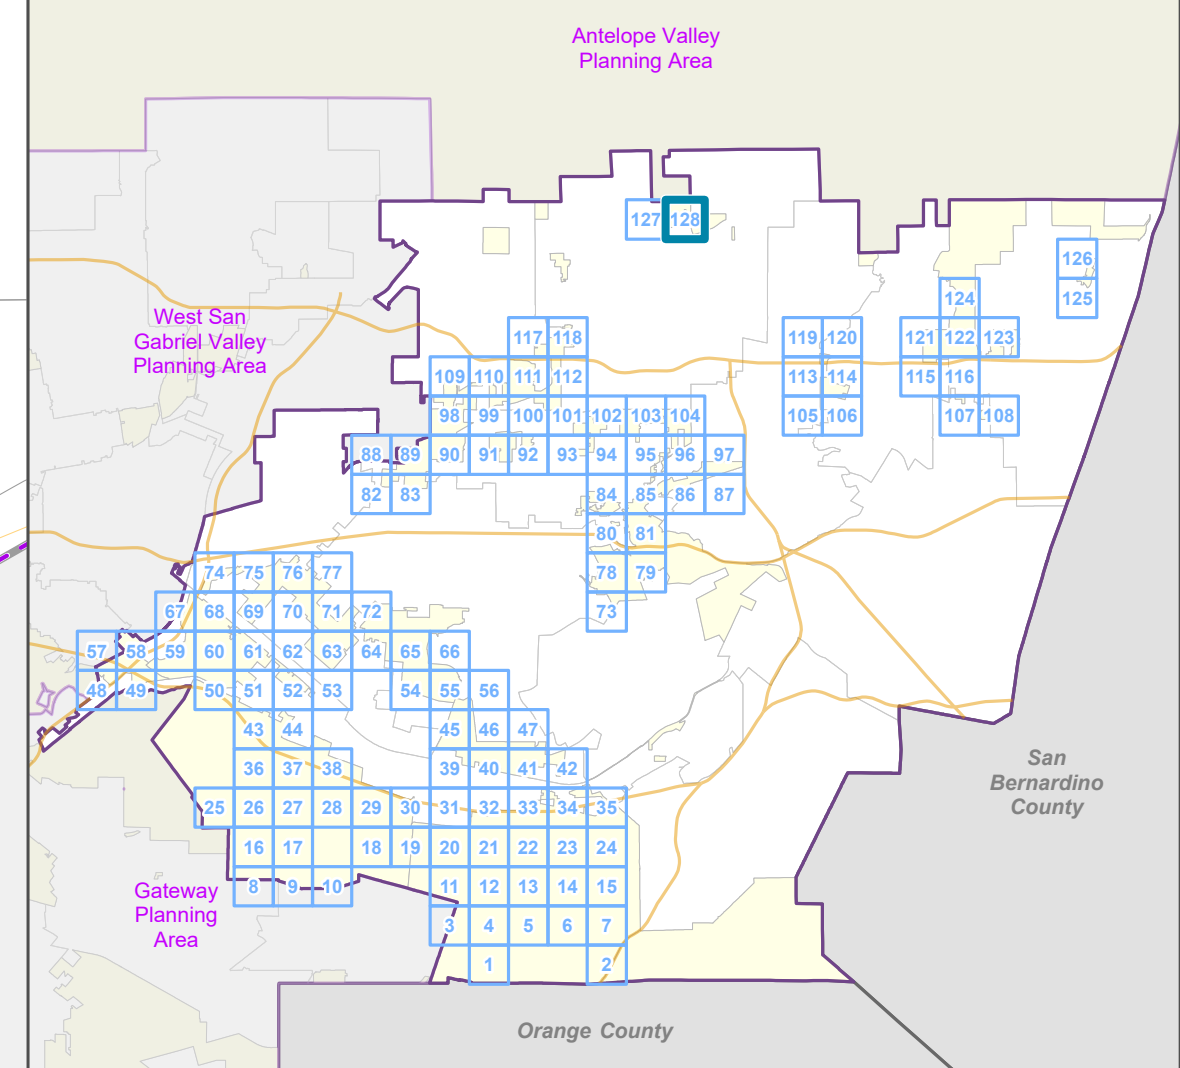 Antelope Valley
Planning Area
127 128
126
124 125
West San
Gabriel Valley
Planning Area
117 118 119 120 121 122 123
109 110 111 112 113 114 115 116
98 99 100 101 102 103 104 105 106 107 108
88 89 90 91 92 93 94 95 96 97
82 83 84 85 86 87
80 81
74 75 76 77 78 79
67 68 69 70 71 72 73
57 58 59 60 61 62 63 64 65 66
48 49 50 51 52 53 54 55 56
43 44 45 46 47
36 37 38 39 40 41 42
San
Bernardino
County
25 26 27 28 29 30 31 32 33 34 35
16 17 18 19 20 21 22 23 24
8 9 10 11 12 13 14 15
Gateway
Planning
Area
3 4 5 6 7
1 2
Orange County